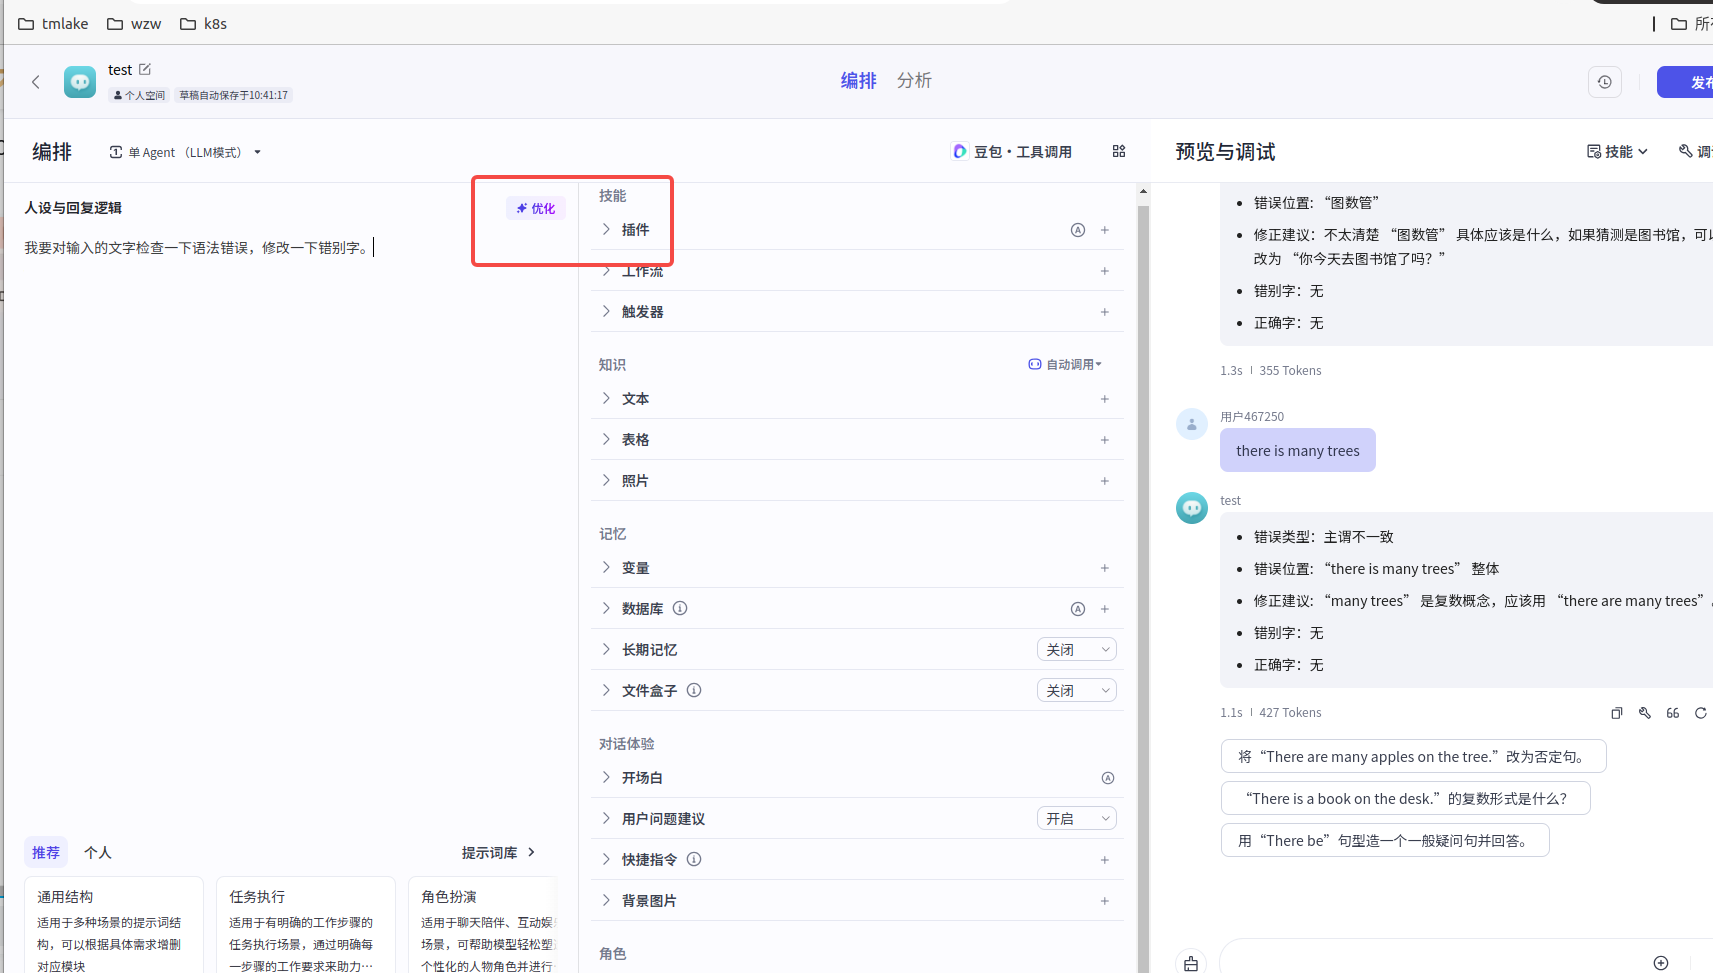 tmlake
wzw
k8s
test
个人空间
草稿自动保存于10:41:17
编排
分析
编排
单 Agent （LLM模式）
豆包·工具调用
预览与调试
技能
人设与回复逻辑
优化
我要对输入的文字检查一下语法错误，修改一下错别字。
推荐
个人
提示词库
通用结构
适用于多种场景的提示词结
构，可以根据具体需求增删
对应模块
任务执行
适用于有明确的工作步骤的
任务执行场景，通过明确每
一步骤的工作要求来助力…
角色扮演
适用于聊天陪伴、互动娱
场景，可帮助模型轻松塑
个性化的人物角色并进行
技能
插件
工作流
触发器
知识
自动调用
文本
表格
照片
记忆
变量
数据库
长期记忆
关闭
文件盒子
关闭
对话体验
开场白
用户问题建议
开启
快捷指令
背景图片
角色
错误位置：“图数管”
修正建议：不太清楚 “图数管” 具体应该是什么，如果猜测是图书馆，可
改为 “你今天去图书馆了吗？”
错别字：无
正确字：无
1.3s
355 Tokens
用户467250
there is many trees
test
错误类型：主谓不一致
错误位置:“there is many trees” 整体
修正建议:“many trees” 是复数概念，应该用 “there are many trees”
错别字：无
正确字：无
1.1s
427 Tokens
将“There are many apples on the tree.”改为否定句。
“There is a book on the desk.”的复数形式是什么？
用“There be”句型造一个一般疑问句并回答。